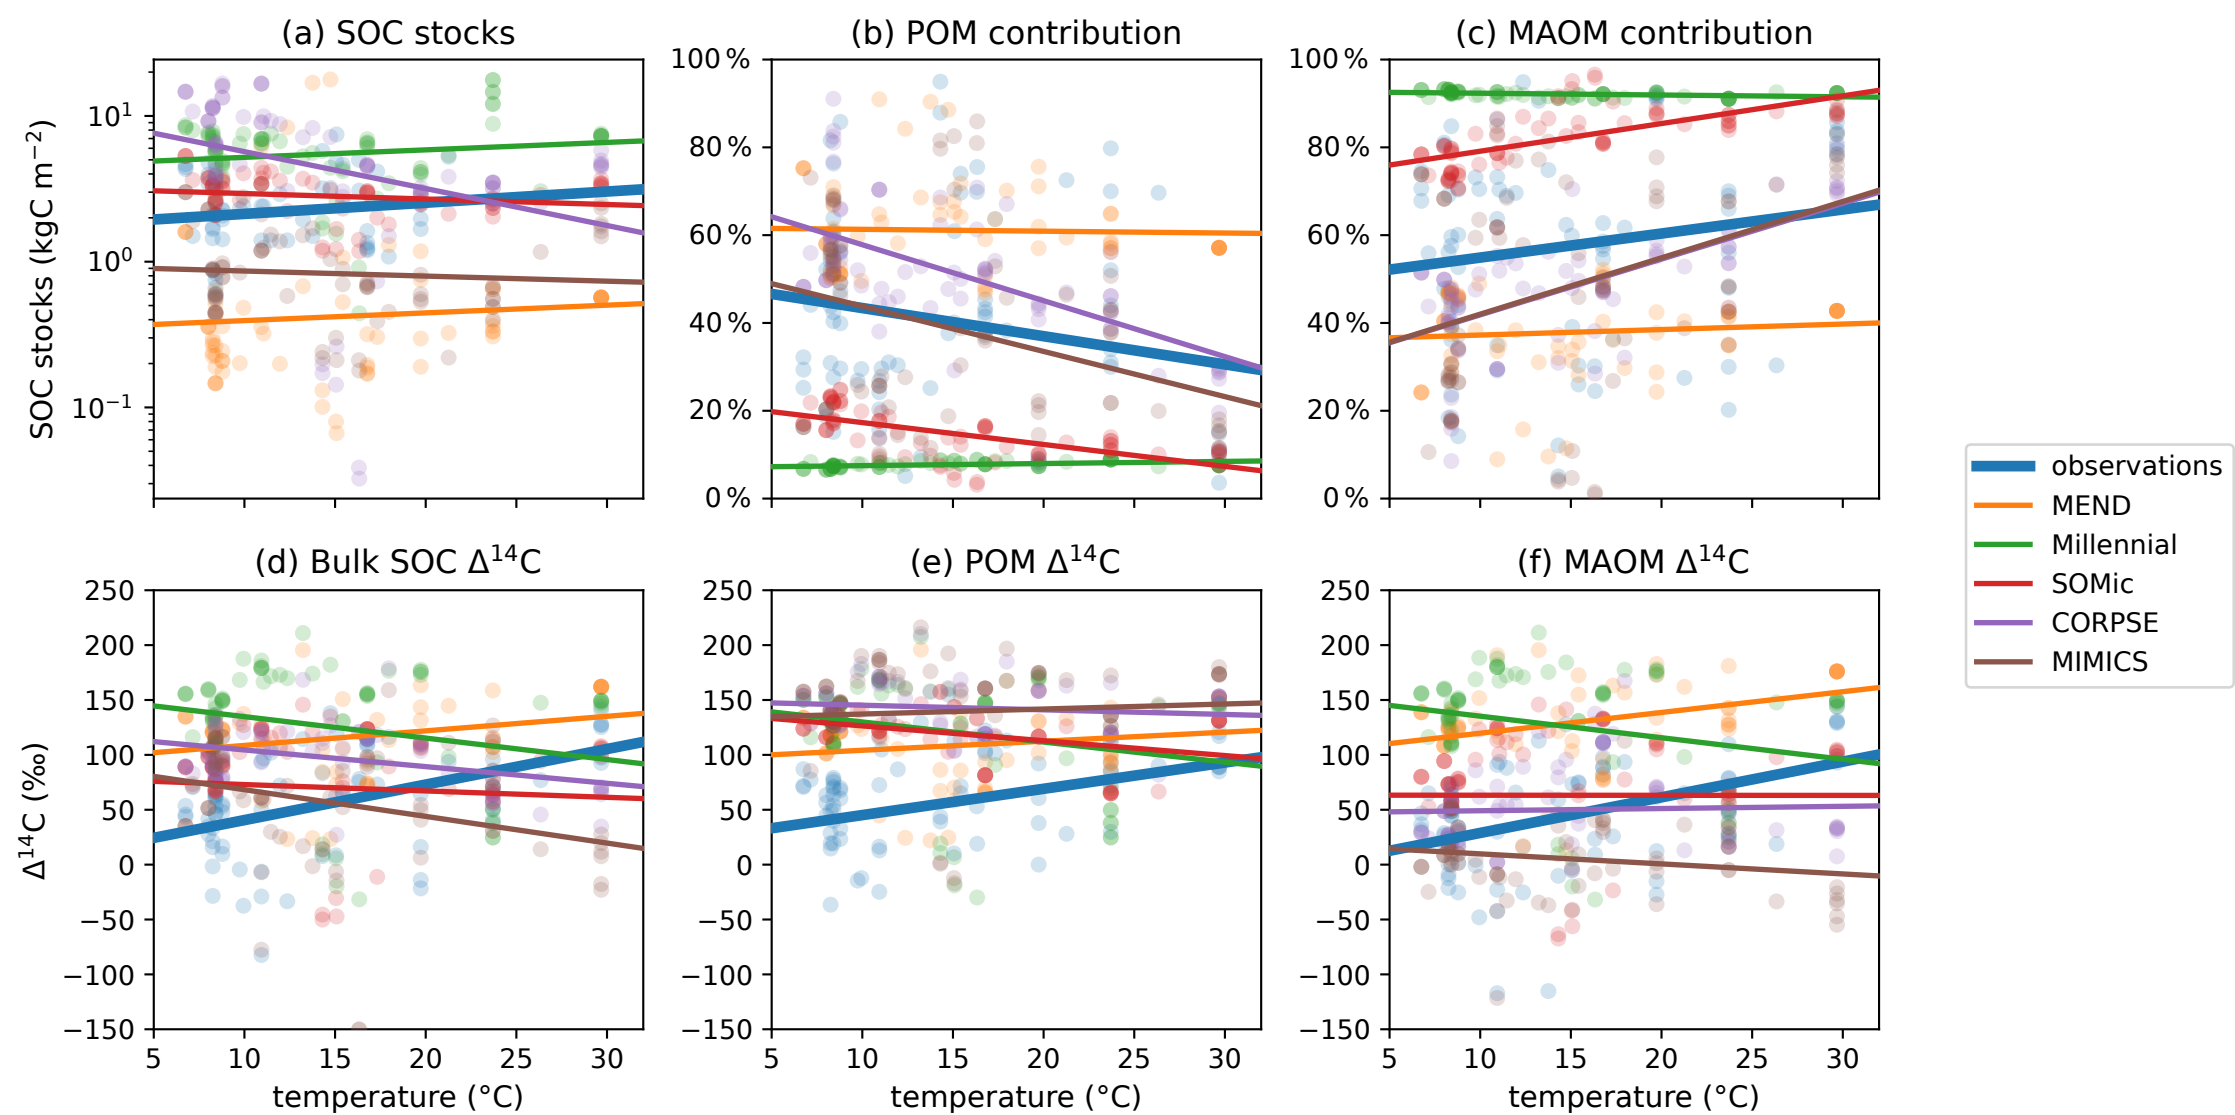 (a) SOC stocks
(b) POM contribution
(c) MAOM contribution
SOC stocks (kgC m⁻²)
10¹
10⁰
10⁻¹
100 %
80 %
60 %
40 %
20 %
0 %
100 %
80 %
60 %
40 %
20 %
0 %
observations
MEND
Millennial
SOMic
CORPSE
MIMICS
(d) Bulk SOC Δ¹⁴C
(e) POM Δ¹⁴C
(f) MAOM Δ¹⁴C
Δ¹⁴C (‰)
250
200
150
100
50
0
−50
−100
−150
250
200
150
100
50
0
−50
−100
−150
250
200
150
100
50
0
−50
−100
−150
5 10 15 20 25 30
5 10 15 20 25 30
5 10 15 20 25 30
temperature (°C)
temperature (°C)
temperature (°C)